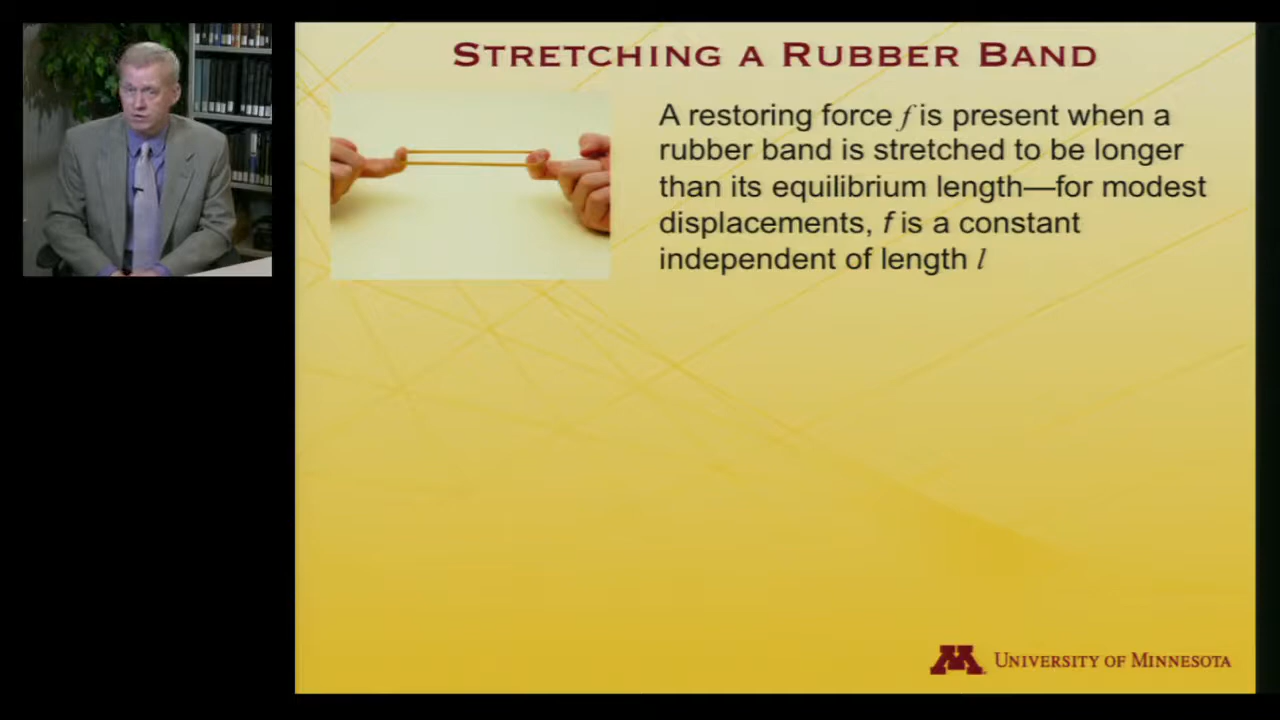 STRETCHING A RUBBER BAND
A restoring force f is present when a
rubber band is stretched to be longer
than its equilibrium length—for modest
displacements, f is a constant
independent of length l
M UNIVERSITY OF MINNESOTA